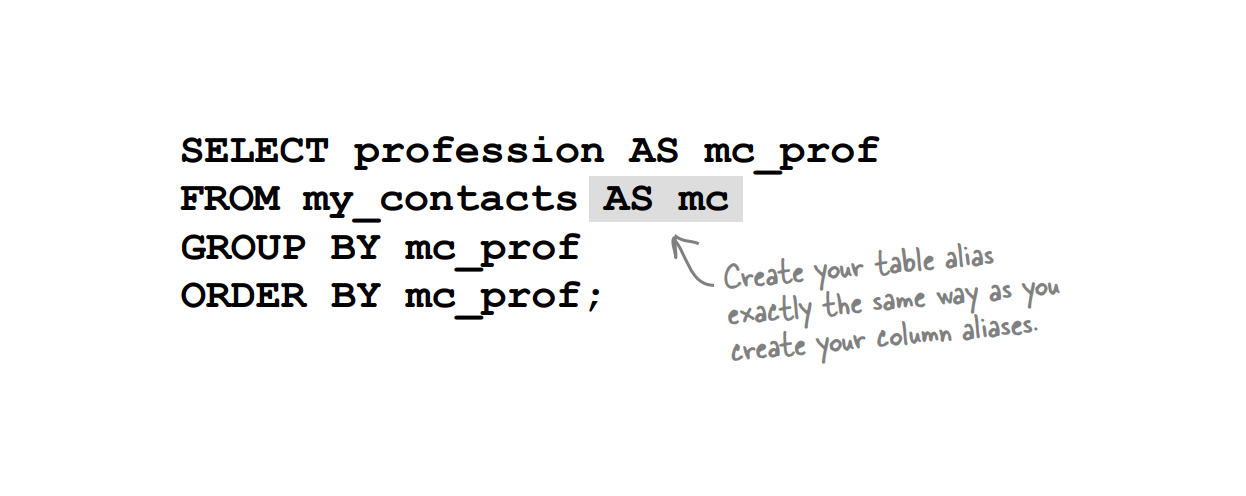 SELECT profession AS mc_prof
FROM my_contacts AS mc
GROUP BY mc_prof
ORDER BY mc_prof;
Create your table alias
exactly the same way as you
create your column aliases.